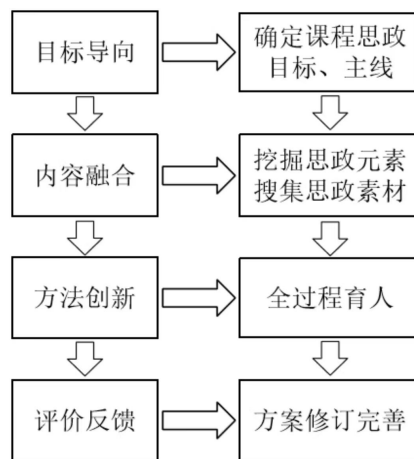 目标导向
确定课程思政
目标、主线
内容融合
挖掘思政元素
搜集思政素材
方法创新
全过程育人
评价反馈
方案修订完善